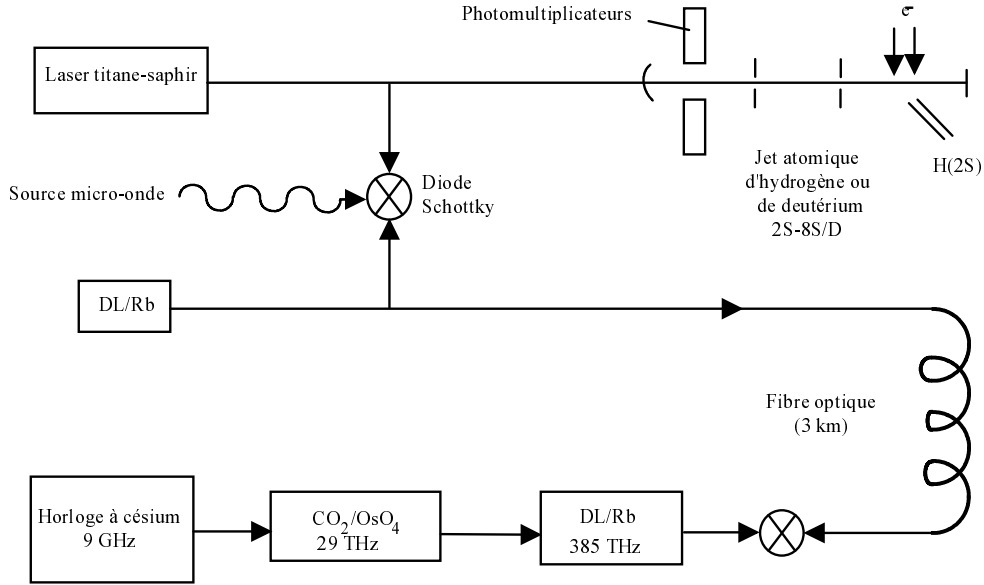 Photomultiplicateurs
e-
Laser titane-saphir
Jet atomique
d'hydrogène ou
de deutérium
2S-8S/D
H(2S)
Source micro-onde
Diode
Schottky
DL/Rb
Fibre optique
(3 km)
Horloge à césium
9 GHz
CO2/OsO4
29 THz
DL/Rb
385 THz